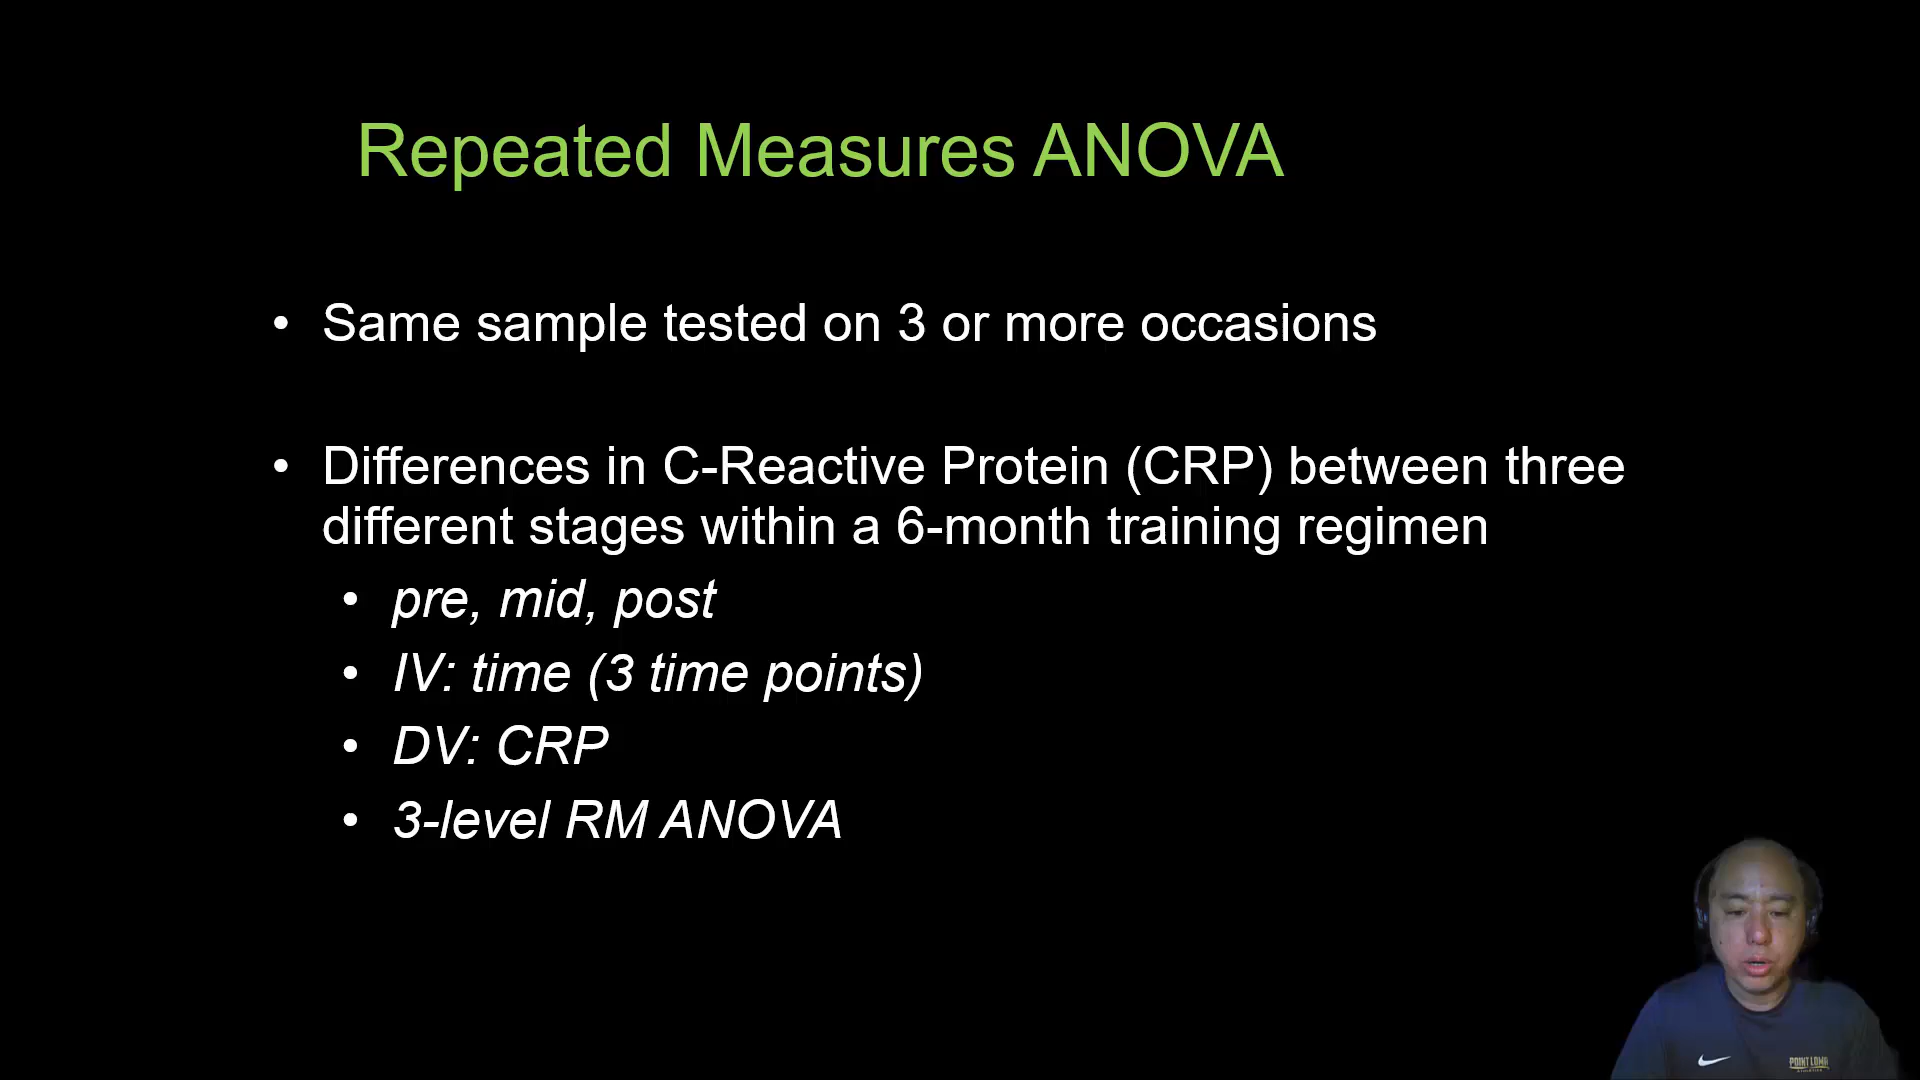 Repeated Measures ANOVA
• Same sample tested on 3 or more occasions
• Differences in C-Reactive Protein (CRP) between three
different stages within a 6-month training regimen
• pre, mid, post
• IV: time (3 time points)
• DV: CRP
• 3-level RM ANOVA
POINT LOMA